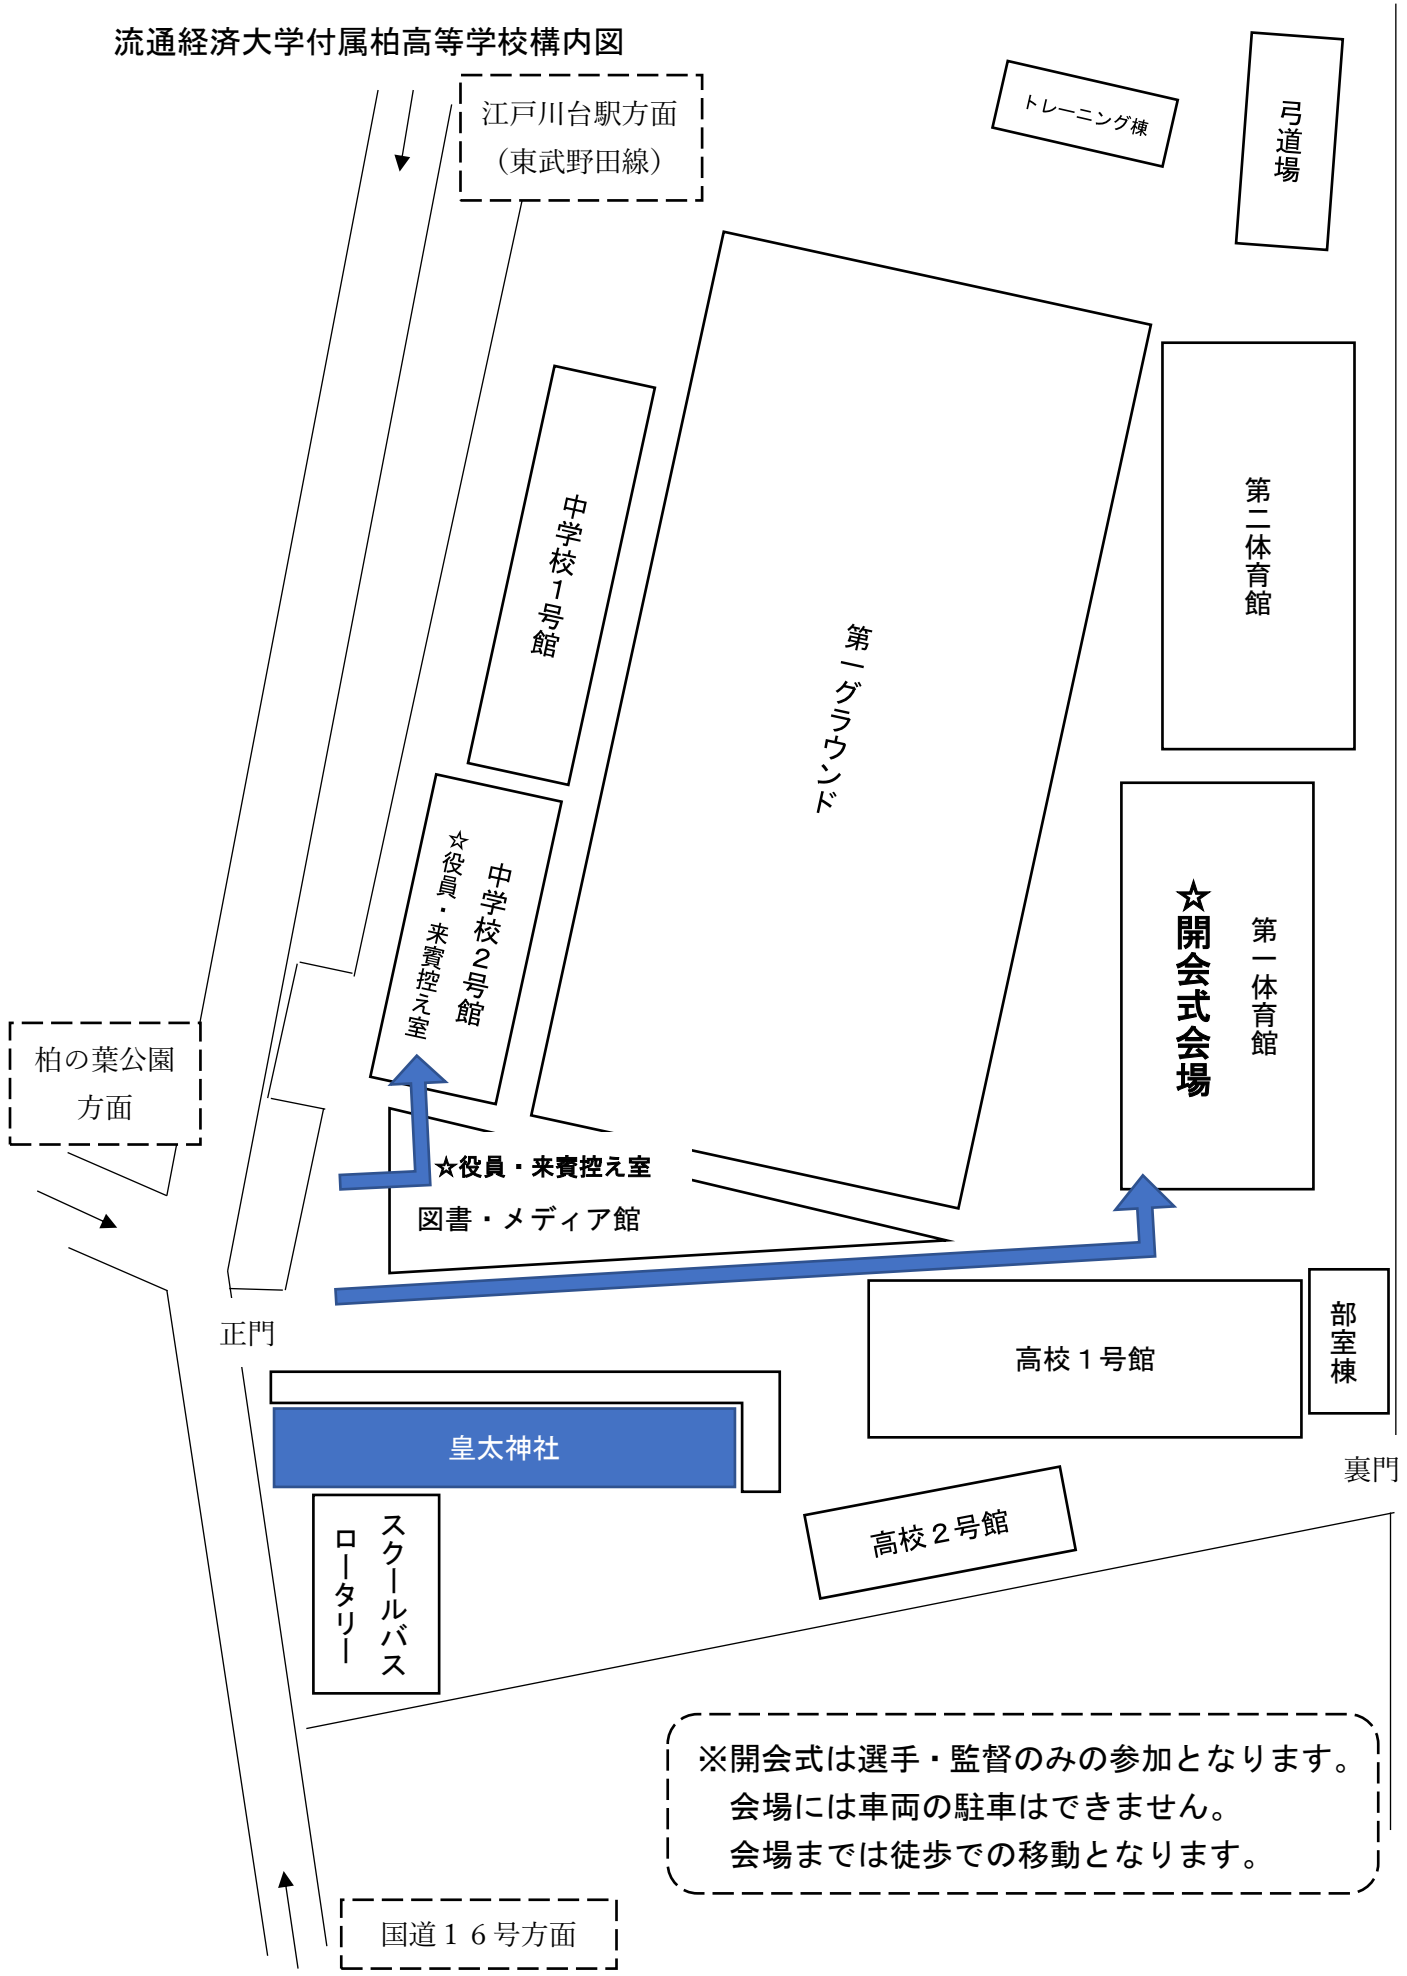 流通経済大学付属柏高等学校構内図
江戸川台駅方面
（東武野田線）
トレーニング棟
弓道場
中学校１号館
第一グラウンド
第二体育館
中学校２号館
☆役員・来賓控え室
第一体育館
☆開会式会場
柏の葉公園
方面
☆役員・来賓控え室
図書・メディア館
正門
高校１号館
部室棟
皇太神社
裏門
高校２号館
スクールバス
ロータリー
※開会式は選手・監督のみの参加となります。
会場には車両の駐車はできません。
会場までは徒歩での移動となります。
国道１６号方面